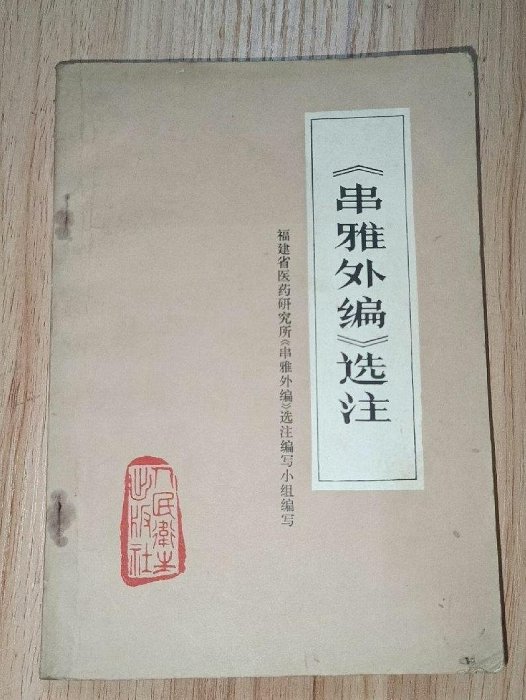 《串雅外编》选注
福建省医药研究所《串雅外编》选注编写小组编写
人民衛生
出版社